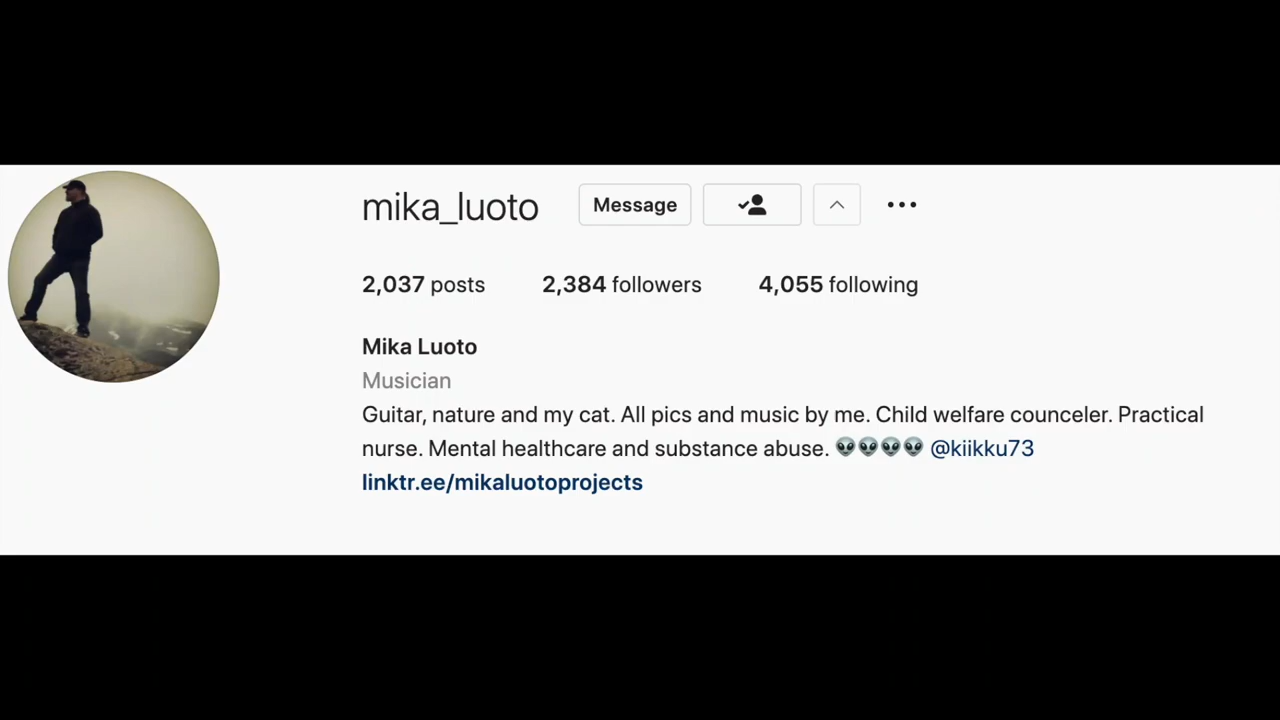 mika_luoto Message
2,037 posts 2,384 followers 4,055 following
Mika Luoto
Musician
Guitar, nature and my cat. All pics and music by me. Child welfare counceler. Practical
nurse. Mental healthcare and substance abuse. 👽👽👽👽 @kiikku73
linktr.ee/mikaluotoprojects